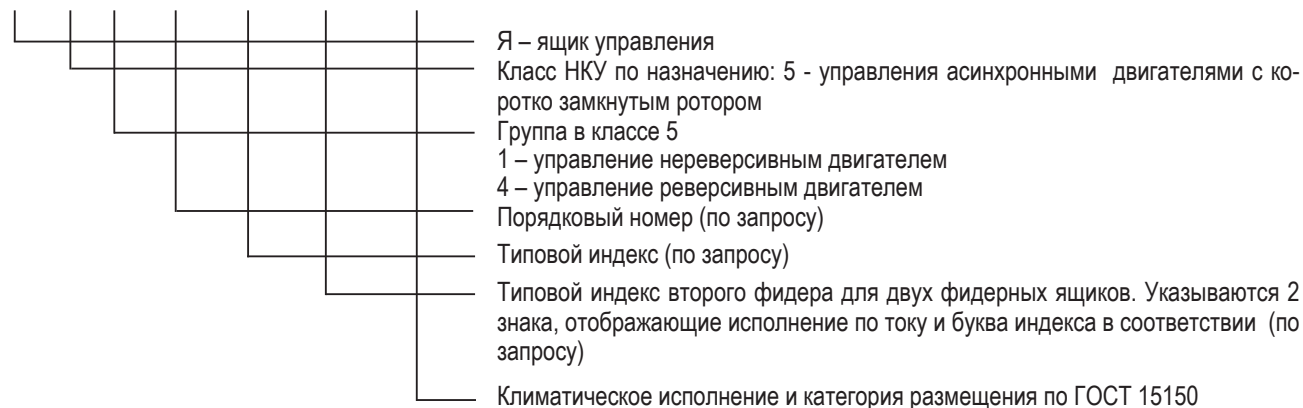 Я – ящик управления
Класс НКУ по назначению: 5 - управления асинхронными двигателями с ко-
ротко замкнутым ротором
Группа в классе 5
1 – управление нереверсивным двигателем
4 – управление реверсивным двигателем
Порядковый номер (по запросу)
Типовой индекс (по запросу)
Типовой индекс второго фидера для двух фидерных ящиков. Указываются 2
знака, отображающие исполнение по току и буква индекса в соответствии (по
запросу)
Климатическое исполнение и категория размещения по ГОСТ 15150